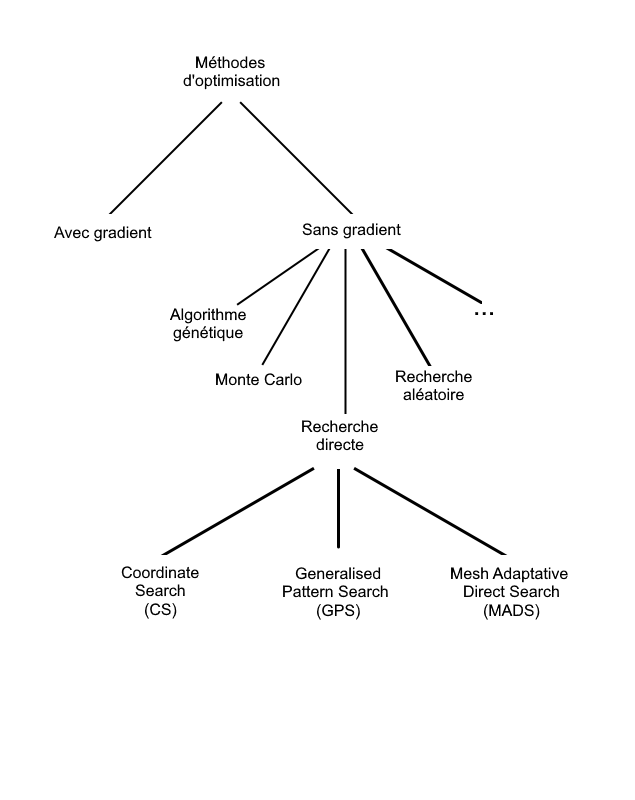 Méthodes
d'optimisation
Avec gradient
Sans gradient
Algorithme
génétique
...
Monte Carlo
Recherche
aléatoire
Recherche
directe
Coordinate
Search
(CS)
Generalised
Pattern Search
(GPS)
Mesh Adaptative
Direct Search
(MADS)